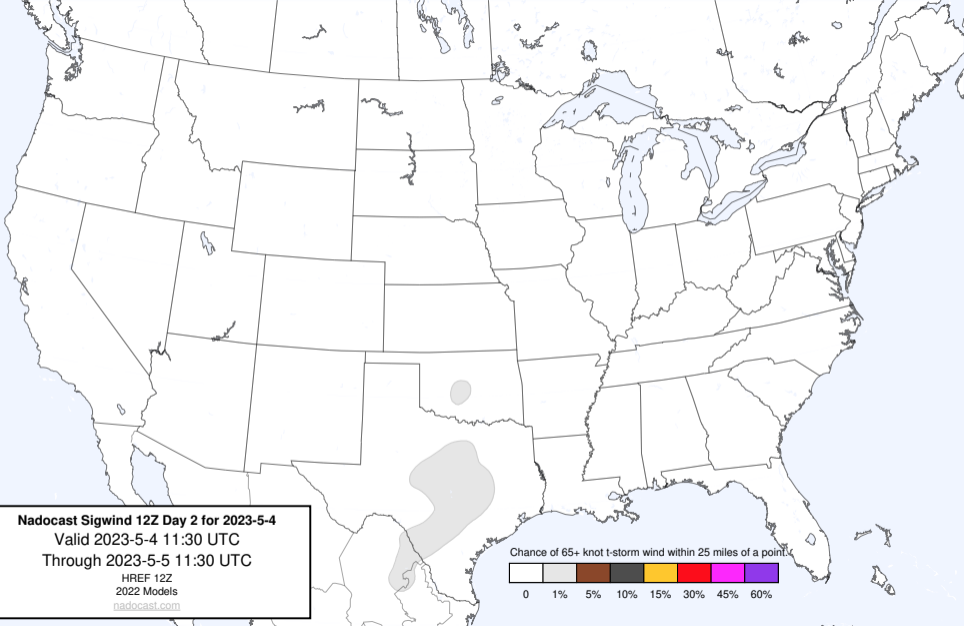 Nadocast Sigwind 12Z Day 2 for 2023-5-4
Valid 2023-5-4 11:30 UTC
Through 2023-5-5 11:30 UTC
HREF 12Z
2022 Models
nadocast.com
Chance of 65+ knot t-storm wind within 25 miles of a point.
0 1% 5% 10% 15% 30% 45% 60%